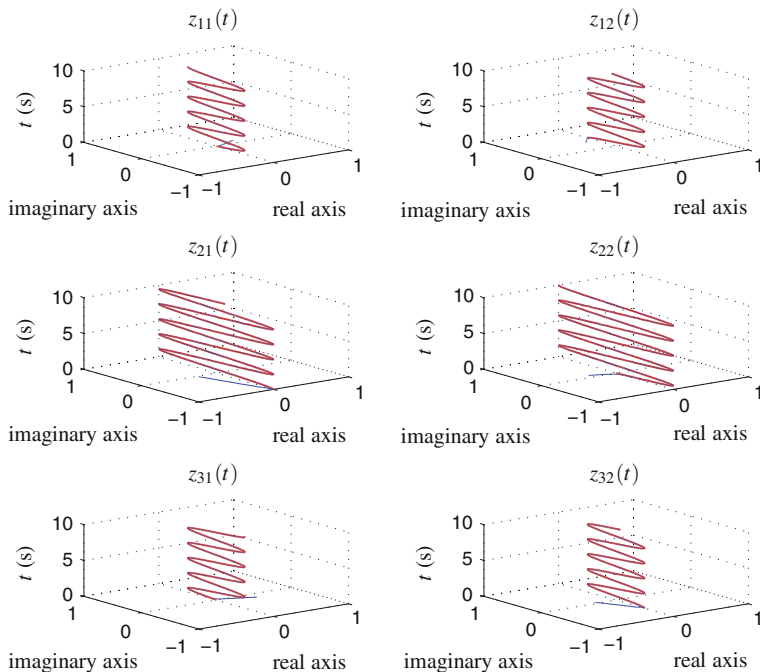 z₁₁(t) z₁₂(t)
10 10
5 5
0 0
t (s) t (s)
1 0 −1 −1 0 1 1 0 −1 −1 0 1
imaginary axis real axis imaginary axis real axis
z₂₁(t) z₂₂(t)
10 10
5 5
0 0
t (s) t (s)
1 0 −1 −1 0 1 1 0 −1 −1 0 1
imaginary axis real axis imaginary axis real axis
z₃₁(t) z₃₂(t)
10 10
5 5
0 0
t (s) t (s)
1 0 −1 −1 0 1 1 0 −1 −1 0 1
imaginary axis real axis imaginary axis real axis